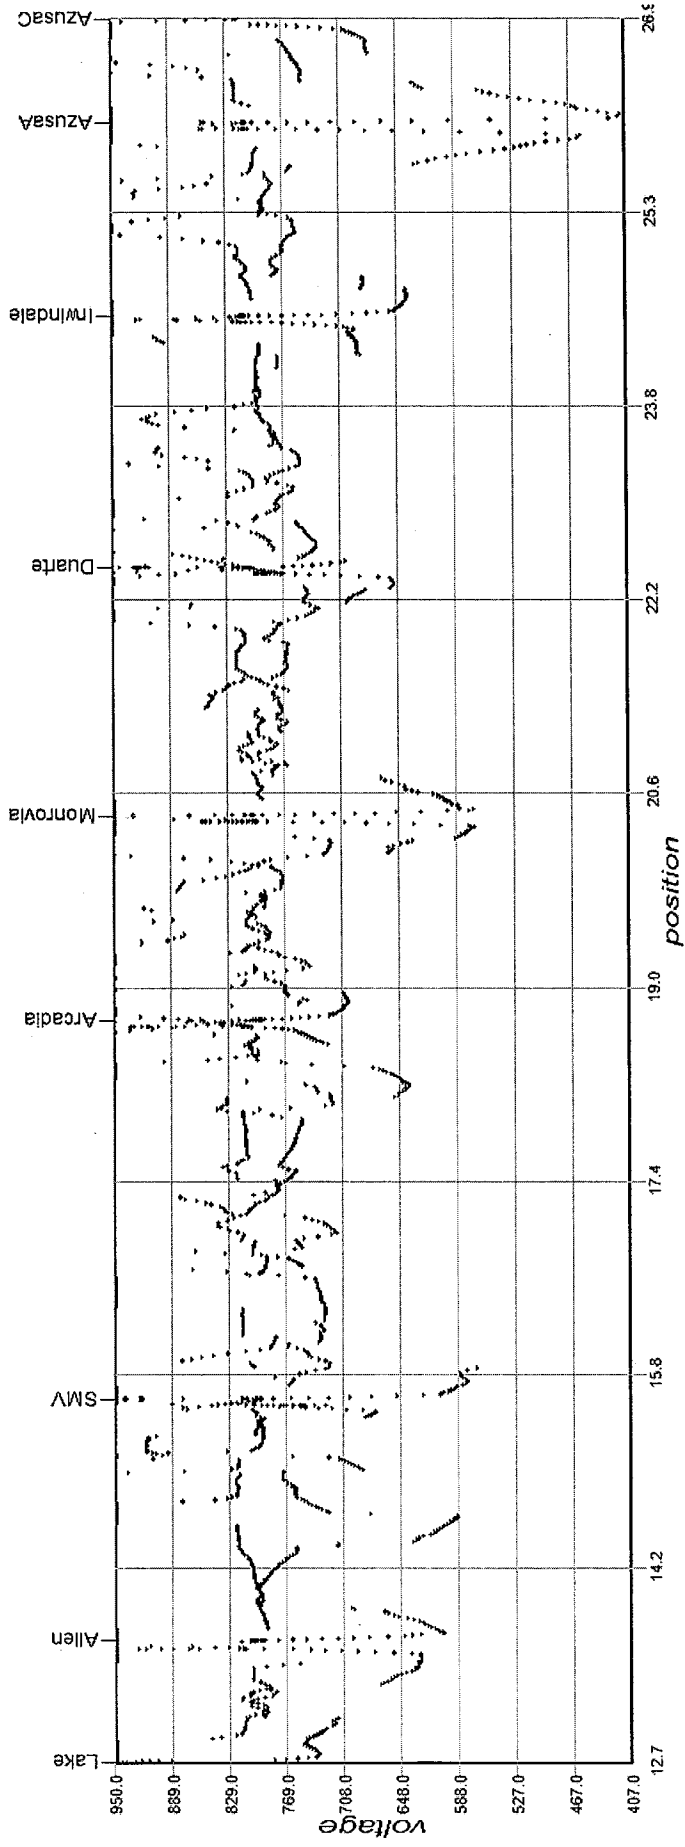 AzusaC
AzusaA
Irwindale
Duarte
Monrovia
Arcadia
SMV
Allen
Lake
26.9
25.3
23.8
22.2
20.6
19.0
17.4
15.8
14.2
12.7
position
950.0
889.0
829.0
769.0
708.0
648.0
588.0
527.0
467.0
407.0
voltage